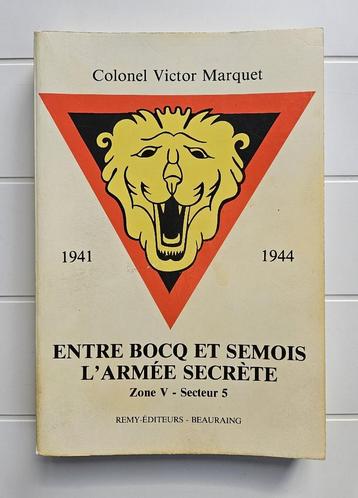 Colonel Victor Marquet
1941 1944
ENTRE BOCQ ET SEMOIS
L'ARMÉE SECRÈTE
Zone V - Secteur 5
REMY-ÉDITEURS - BEAURAING